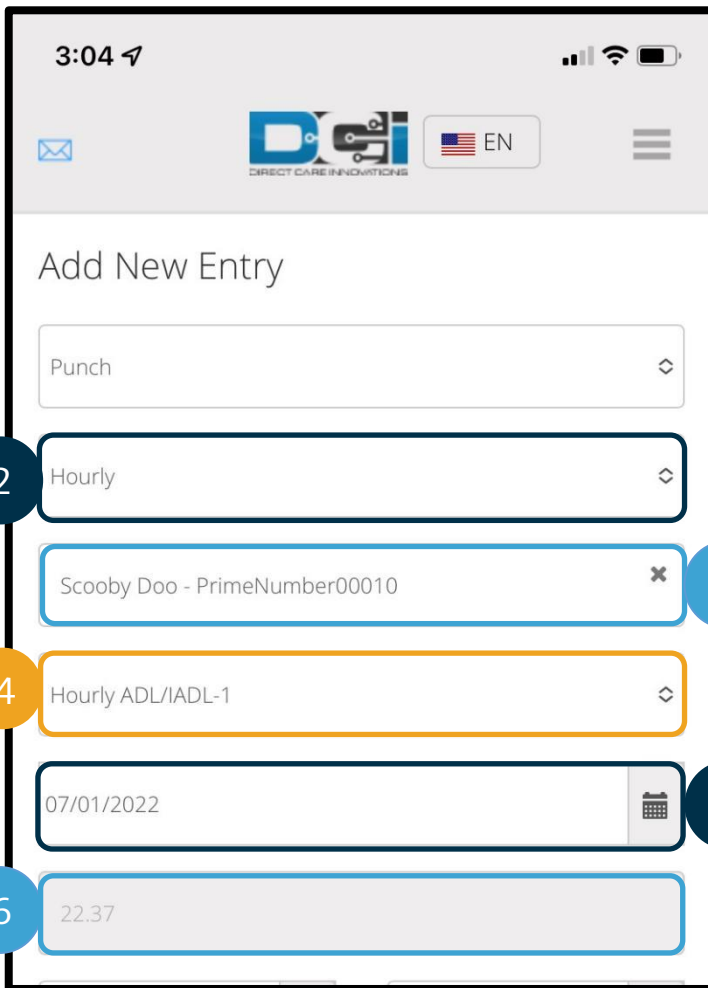 3:04
DCi
DIRECT CARE INNOVATIONS
EN
Add New Entry
Punch
2
Hourly
Scooby Doo - PrimeNumber00010
4
Hourly ADL/IADL-1
07/01/2022
6
22.37